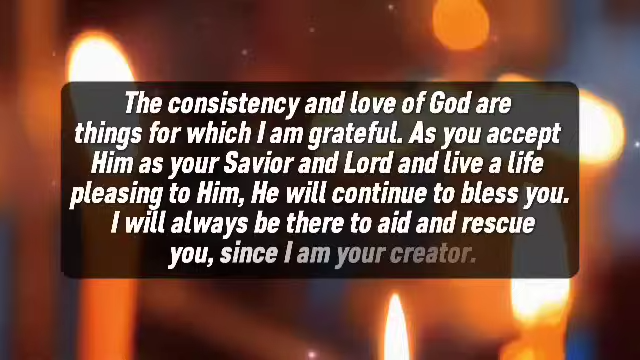 The consistency and love of God are
things for which I am grateful. As you accept
Him as your Savior and Lord and live a life
pleasing to Him, He will continue to bless you.
I will always be there to aid and rescue
you, since I am your creator.